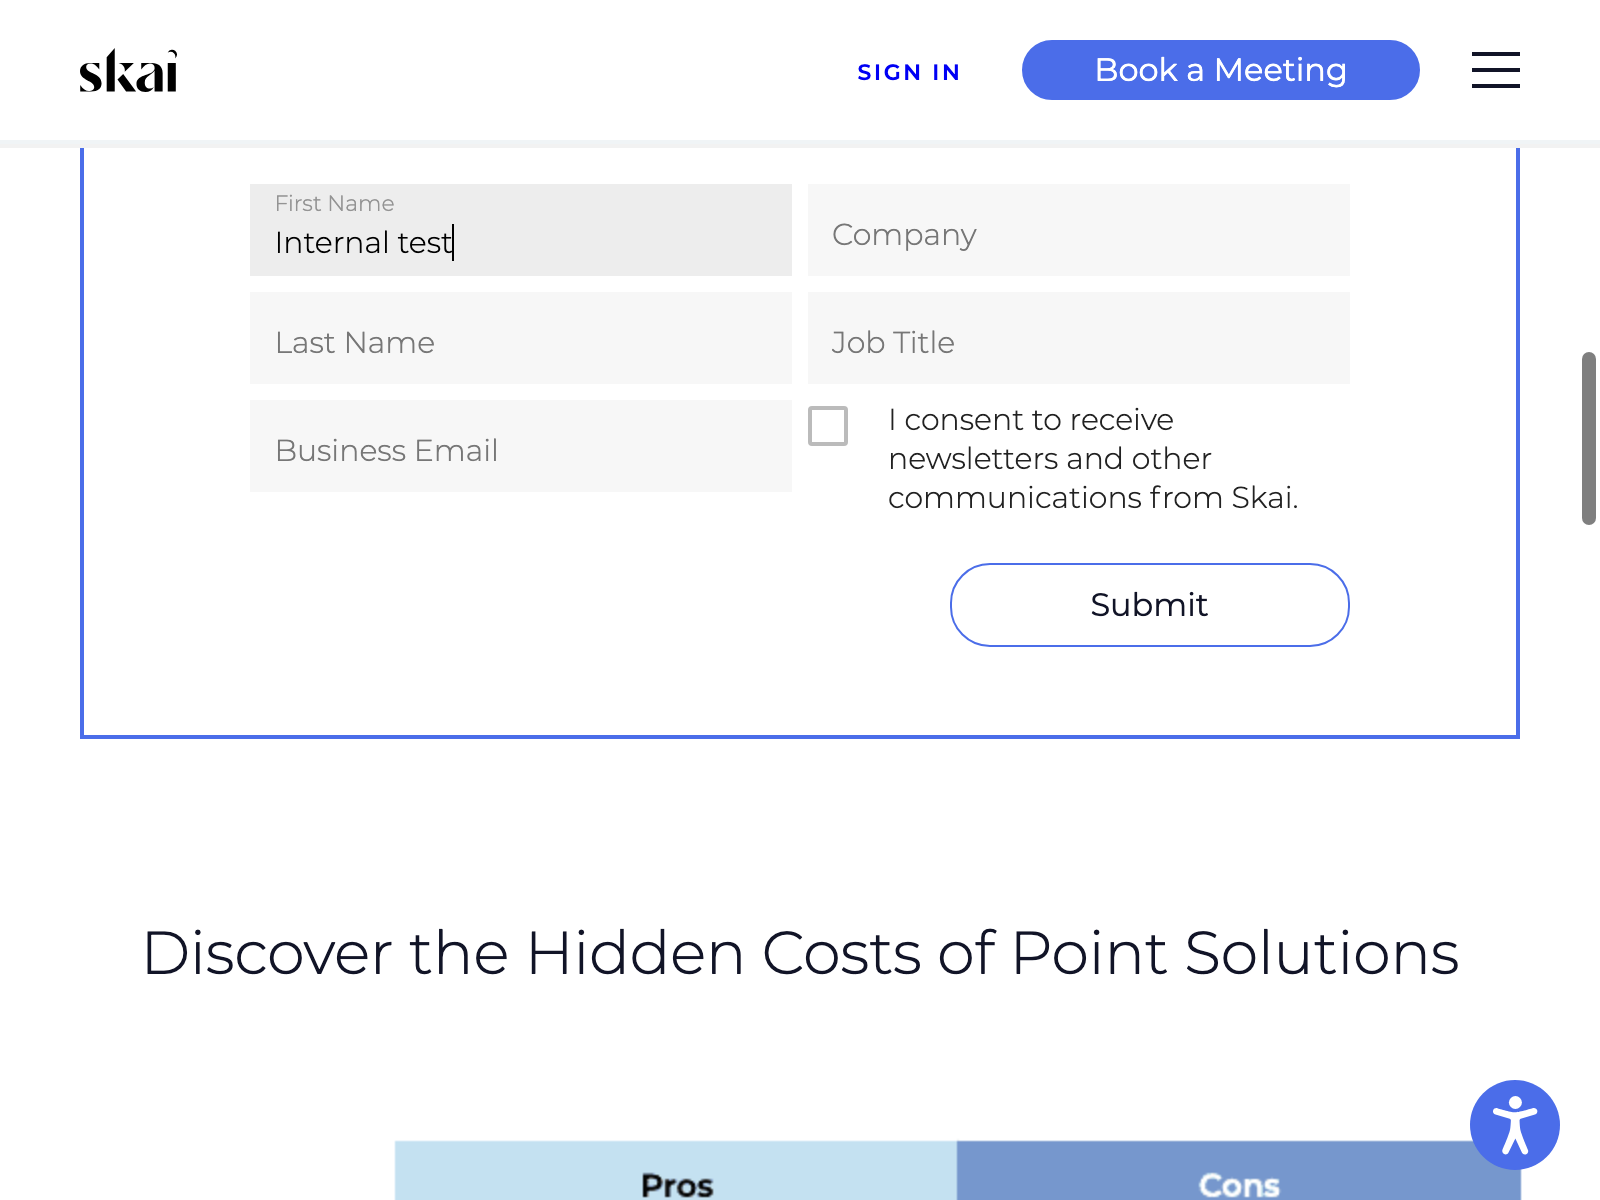 skai
SIGN IN
Book a Meeting
First Name
Internal test
Company
Last Name
Job Title
Business Email
I consent to receive
newsletters and other
communications from Skai.
Submit
Discover the Hidden Costs of Point Solutions
Pros
Cons